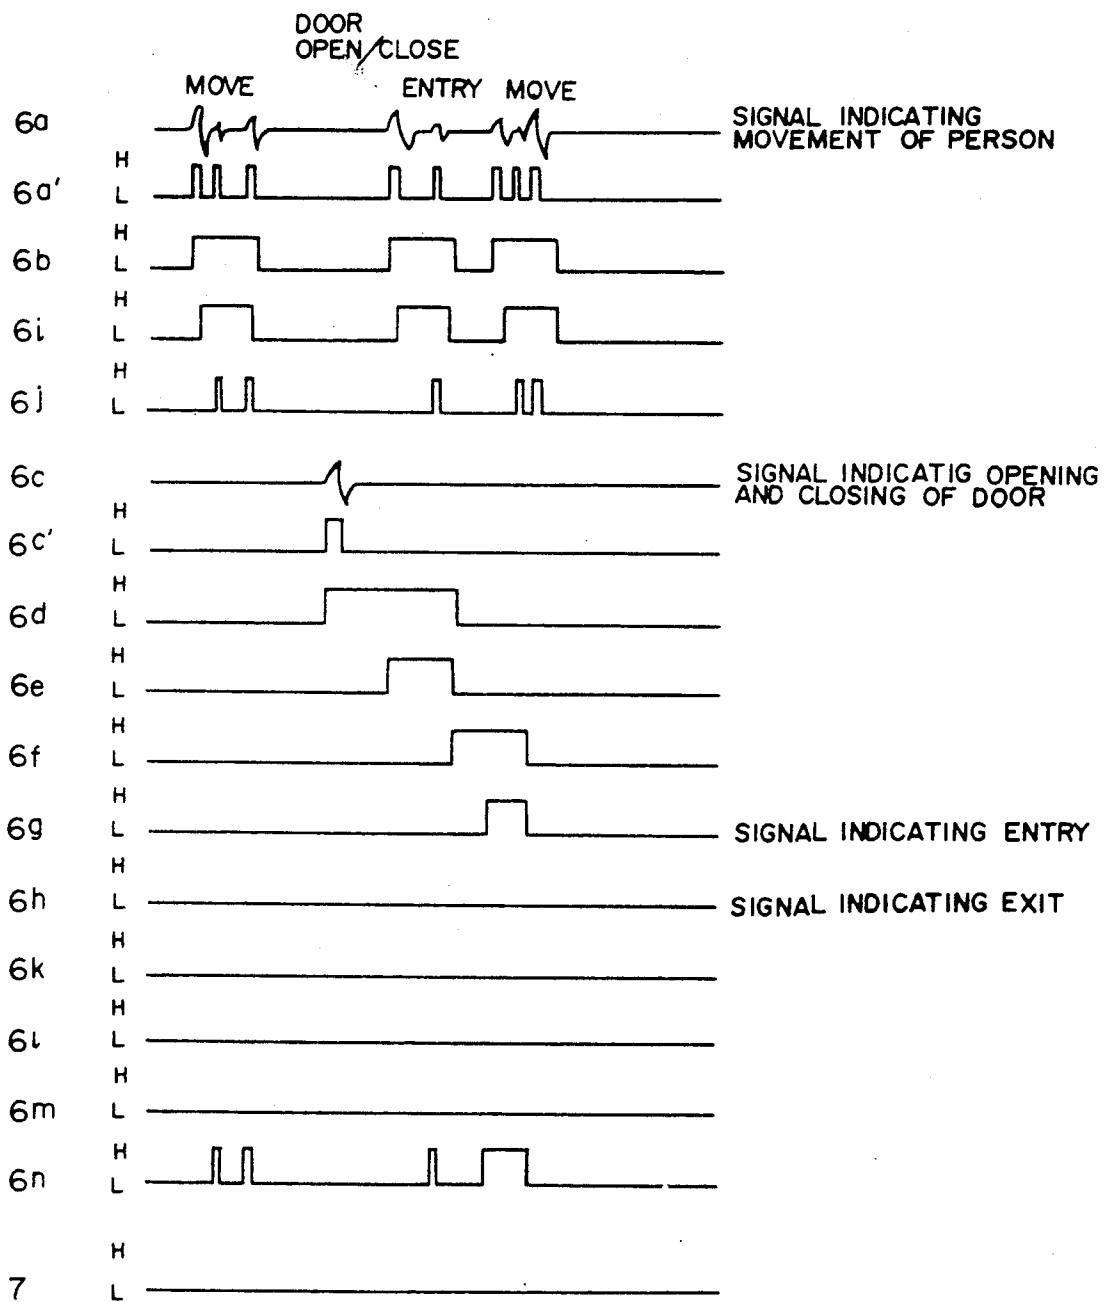 DOOR
OPEN/CLOSE
MOVE ENTRY MOVE
6a SIGNAL INDICATING
MOVEMENT OF PERSON
H
6a' L
H
6b L
H
6i L
H
6j L
6c SIGNAL INDICATIG OPENING
AND CLOSING OF DOOR
H
6c' L
H
6d L
H
6e L
H
6f L
H
6g L SIGNAL INDICATING ENTRY
H
6h L SIGNAL INDICATING EXIT
H
6k L
H
6l L
H
6m L
H
6n L
H
7 L